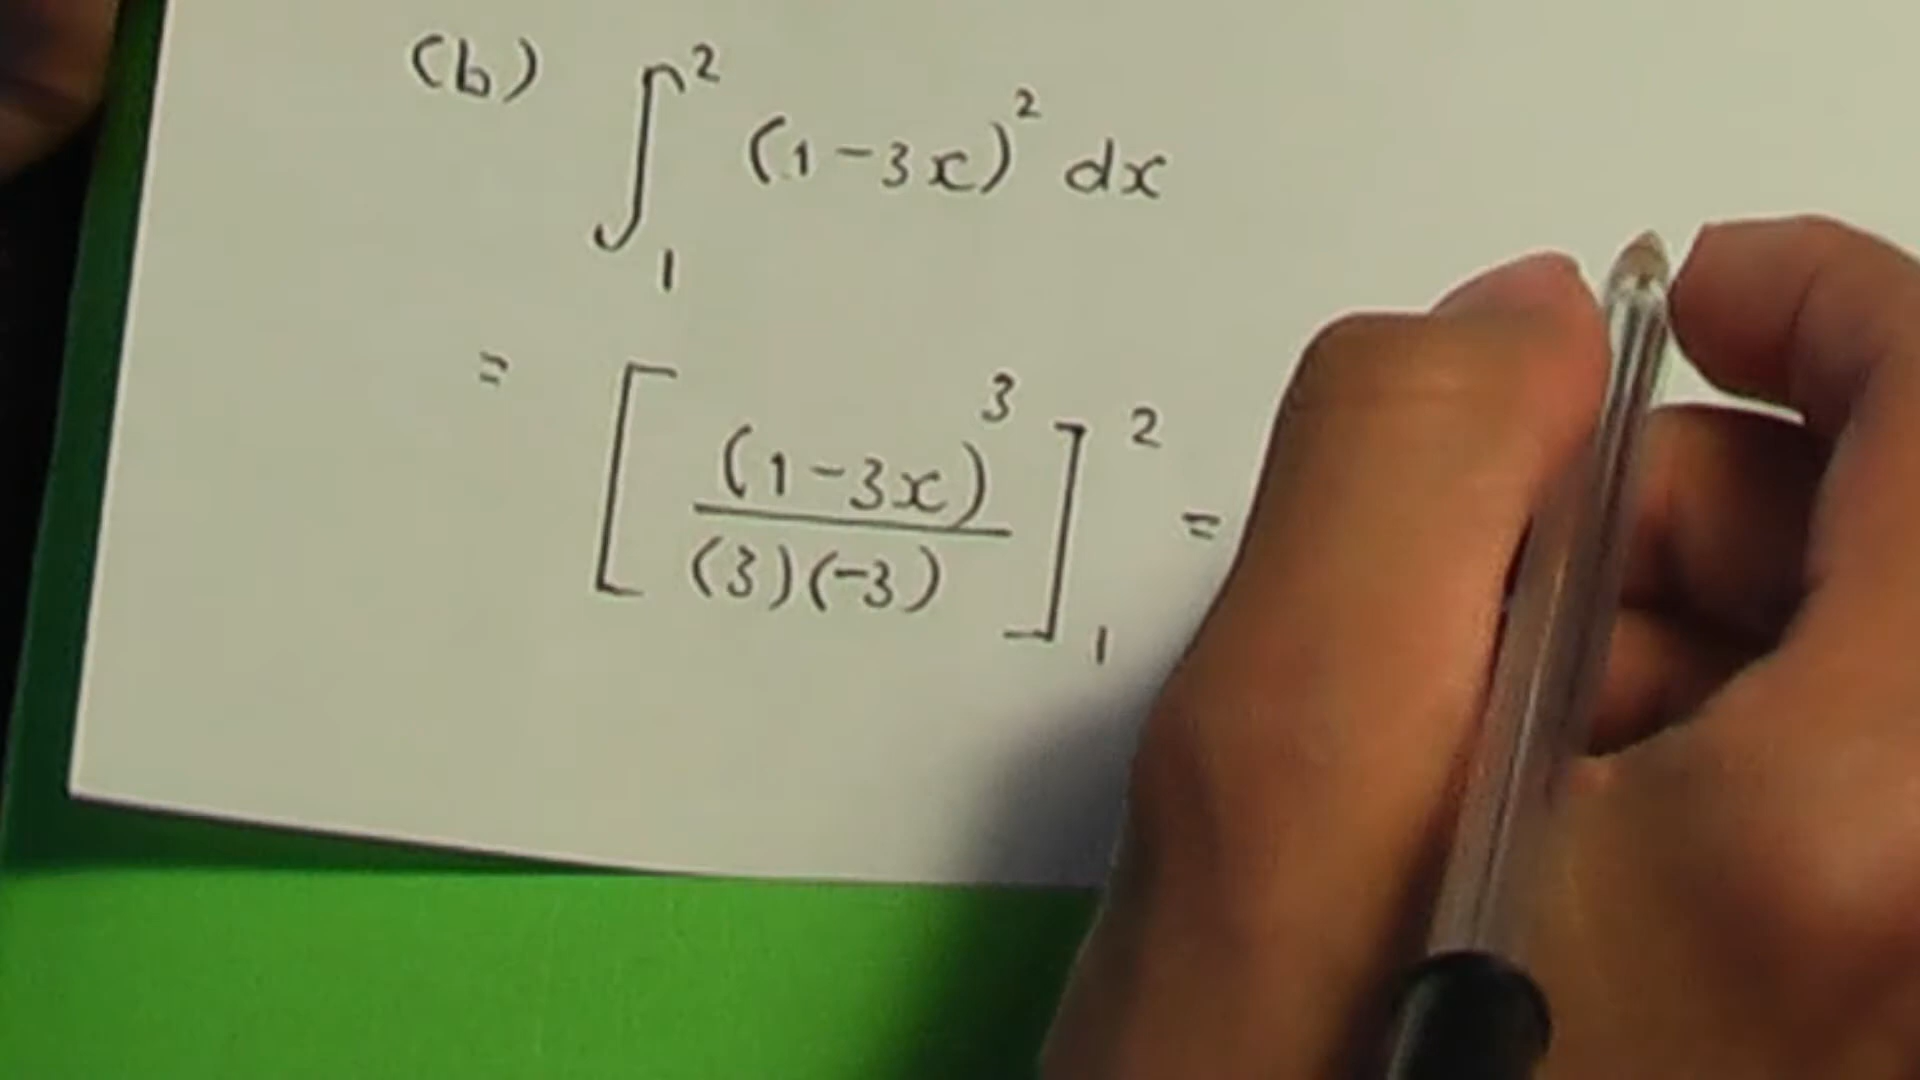 (b) ∫₁² (1-3x)² dx
= [ (1-3x)³ / (3)(-3) ]₁² =